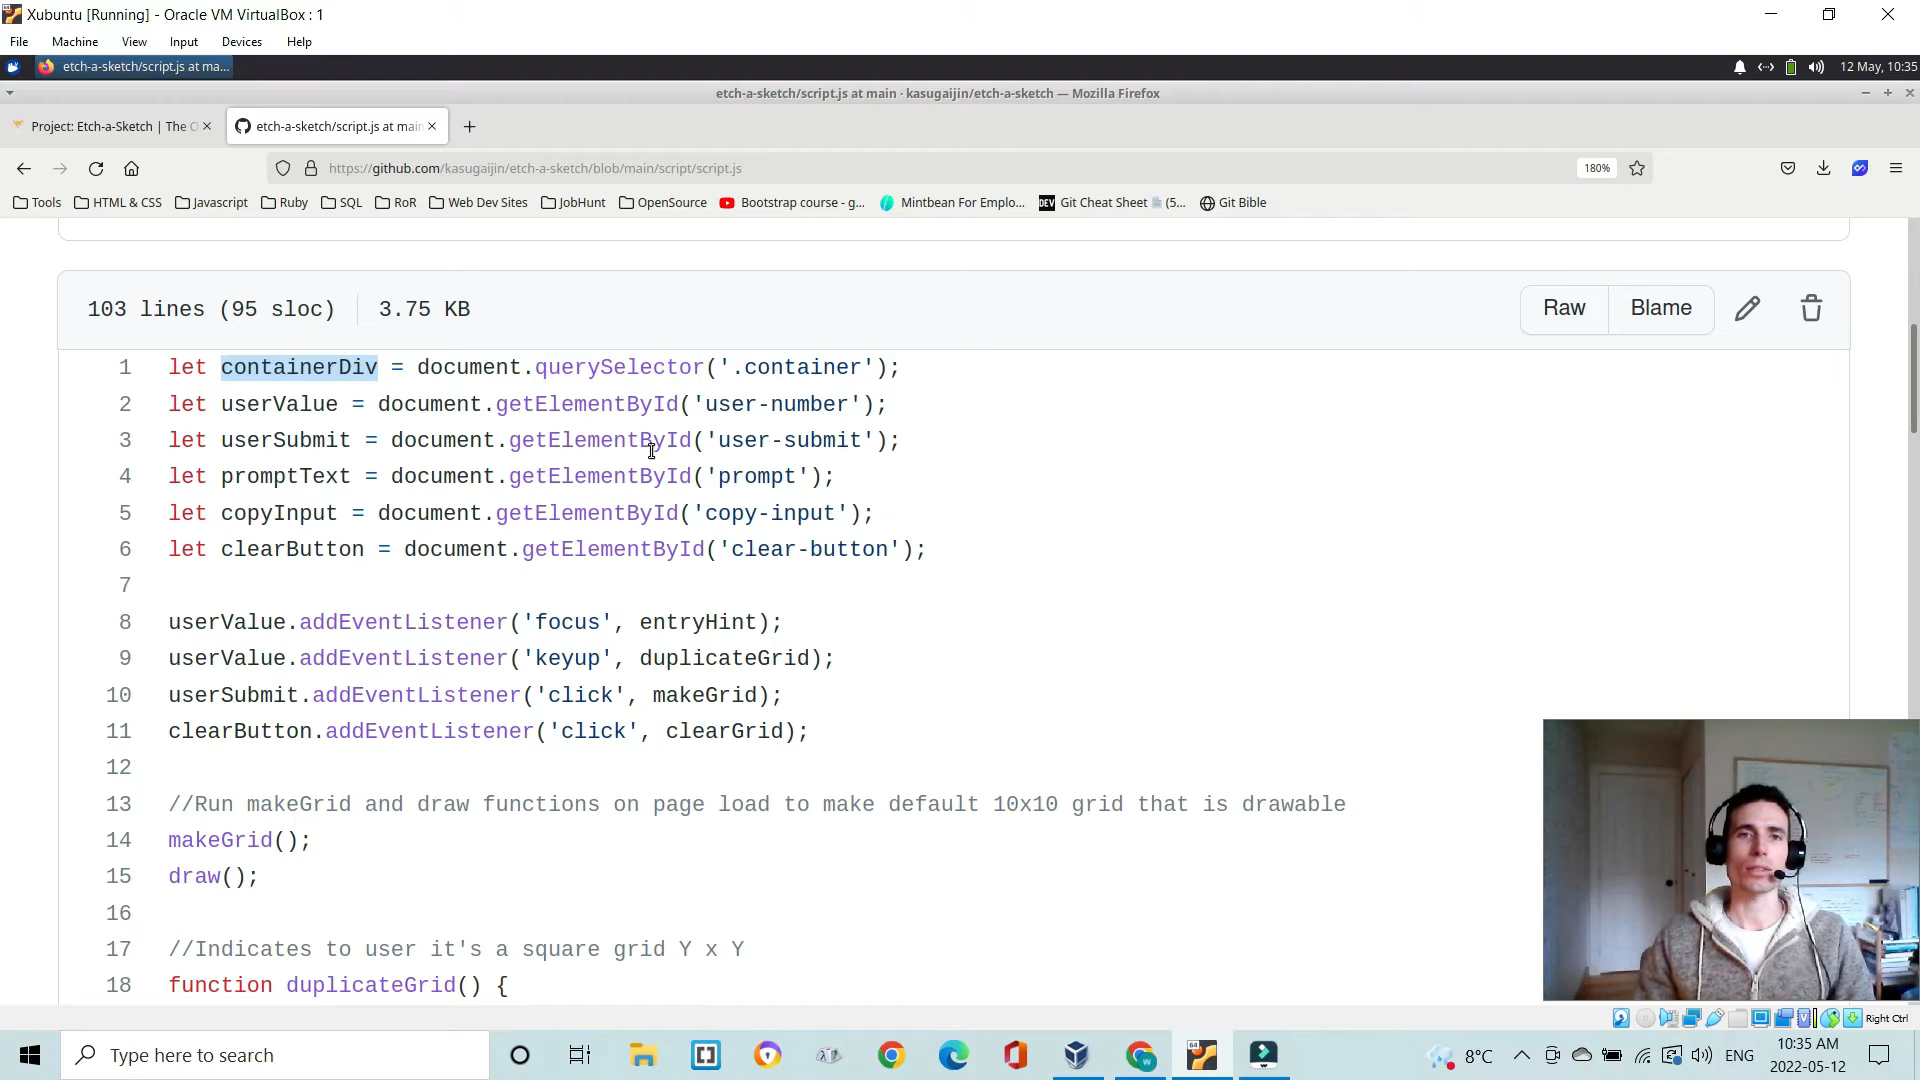 Xubuntu [Running] - Oracle VM VirtualBox : 1
File Machine View Input Devices Help
etch-a-sketch/script.js at ma... 12 May, 10:35
etch-a-sketch/script.js at main · kasugaijin/etch-a-sketch — Mozilla Firefox
Project: Etch-a-Sketch | The O etch-a-sketch/script.js at main
https://github.com/kasugaijin/etch-a-sketch/blob/main/script/script.js 180%
Tools HTML & CSS Javascript Ruby SQL RoR Web Dev Sites JobHunt OpenSource Bootstrap course - g... Mintbean For Emplo... DEV Git Cheat Sheet (5... Git Bible
103 lines (95 sloc) 3.75 KB Raw Blame
1 let containerDiv = document.querySelector('.container');
2 let userValue = document.getElementById('user-number');
3 let userSubmit = document.getElementById('user-submit');
4 let promptText = document.getElementById('prompt');
5 let copyInput = document.getElementById('copy-input');
6 let clearButton = document.getElementById('clear-button');
7
8 userValue.addEventListener('focus', entryHint);
9 userValue.addEventListener('keyup', duplicateGrid);
10 userSubmit.addEventListener('click', makeGrid);
11 clearButton.addEventListener('click', clearGrid);
12
13 //Run makeGrid and draw functions on page load to make default 10x10 grid that is drawable
14 makeGrid();
15 draw();
16
17 //Indicates to user it's a square grid Y x Y
18 function duplicateGrid() {
Right Ctrl
Type here to search 64 8°C ENG 10:35 AM
2022-05-12